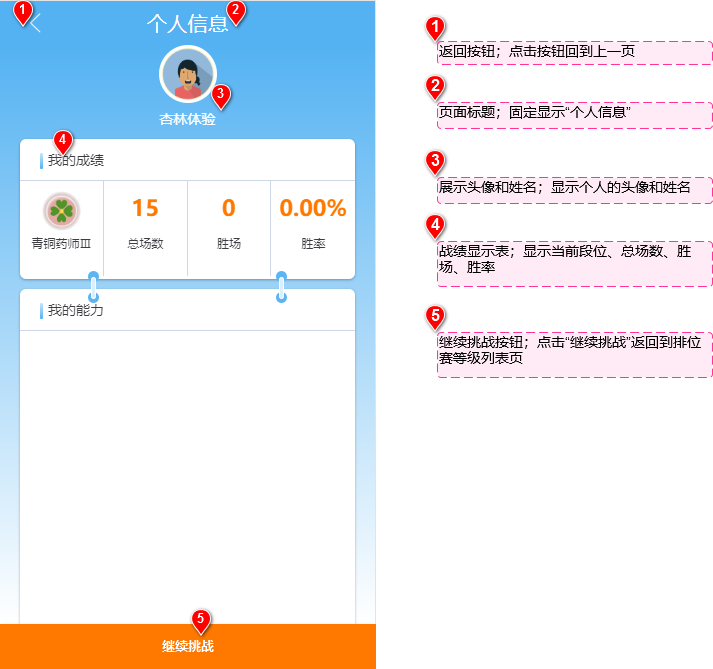 1
个人信息
2
3
杏林体验
4
我的成绩
15
0
0.00%
青铜药师Ⅲ
总场数
胜场
胜率
我的能力
5
继续挑战
1
返回按钮；点击按钮回到上一页
2
页面标题；固定显示“个人信息”
3
展示头像和姓名；显示个人的头像和姓名
4
战绩显示表；显示当前段位、总场数、胜
场、胜率
5
继续挑战按钮；点击“继续挑战”返回到排位
赛等级列表页